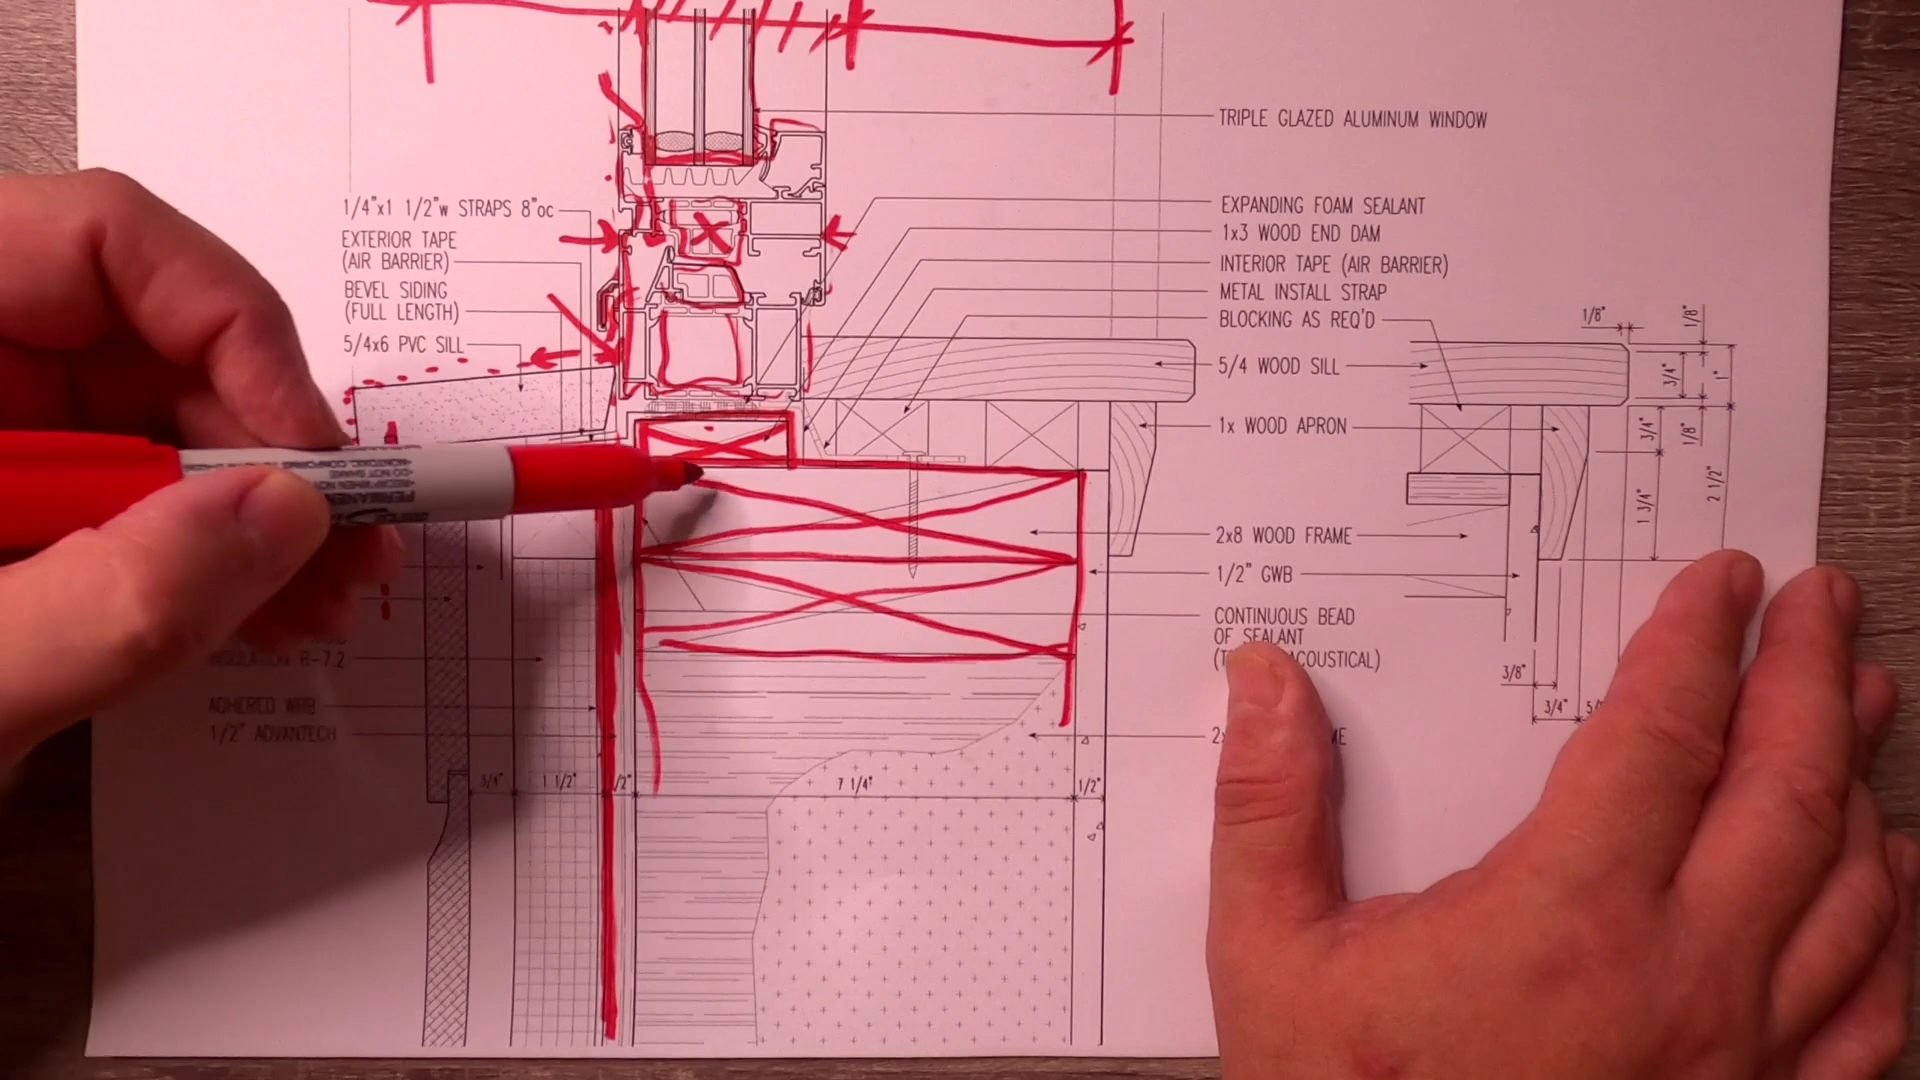 TRIPLE GLAZED ALUMINUM WINDOW
1/4"x1 1/2"w STRAPS 8"oc
EXTERIOR TAPE
(AIR BARRIER)
BEVEL SIDING
(FULL LENGTH)
5/4x6 PVC SILL
EXPANDING FOAM SEALANT
1x3 WOOD END DAM
INTERIOR TAPE (AIR BARRIER)
METAL INSTALL STRAP
BLOCKING AS REQ'D
5/4 WOOD SILL
1x WOOD APRON
2x8 WOOD FRAME
1/2" GWB
CONTINUOUS BEAD
OF SEALANT
ACOUSTICAL)
INSULATION R-7.2
ADHERED WRB
1/2" ADVANTECH
3/4"
1 1/2"
1/2"
7 1/4"
1/2"
1/8"
1/8"
3/4"
1"
3/4"
1/8"
1 3/4"
2 1/2"
3/8"
3/4"
PERMANENT